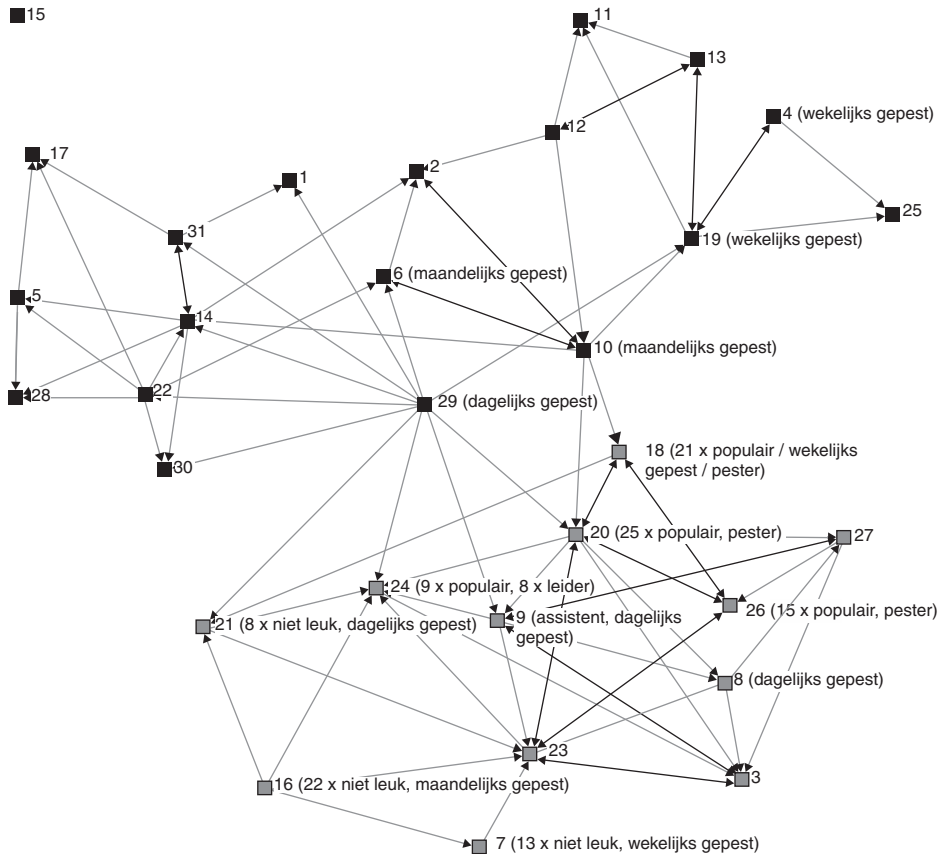 15
11
13
4 (wekelijks gepest)
12
17
2
1
25
31
19 (wekelijks gepest)
6 (maandelijks gepest)
5
14
10 (maandelijks gepest)
22
28
29 (dagelijks gepest)
18 (21 x populair / wekelijks
gepest / pester)
30
20 (25 x populair, pester)
27
24 (9 x populair, 8 x leider)
26 (15 x populair, pester)
21 (8 x niet leuk, dagelijks gepest)
9 (assistent, dagelijks
gepest)
8 (dagelijks gepest)
23
3
16 (22 x niet leuk, maandelijks gepest)
7 (13 x niet leuk, wekelijks gepest)